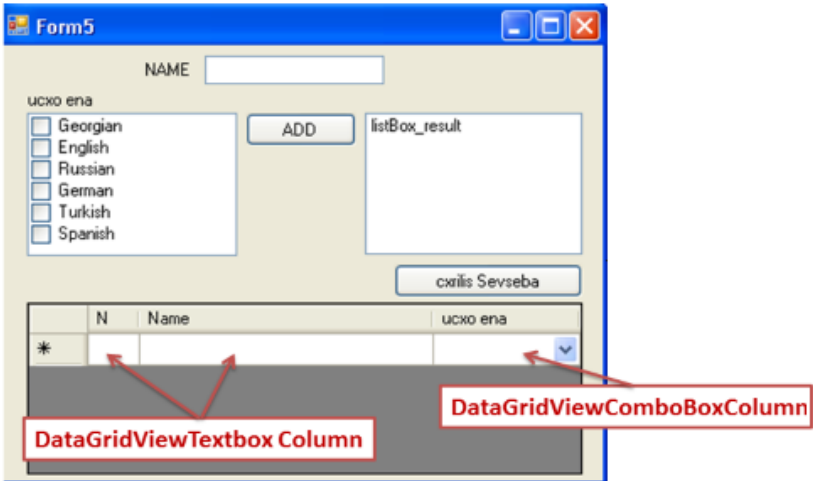 Form5
NAME
ucxo ena
Georgian
English
Russian
German
Turkish
Spanish
ADD
listBox_result
cxrilis Sevseba
N Name ucxo ena
*
DataGridViewComboBoxColumn
DataGridViewTextbox Column